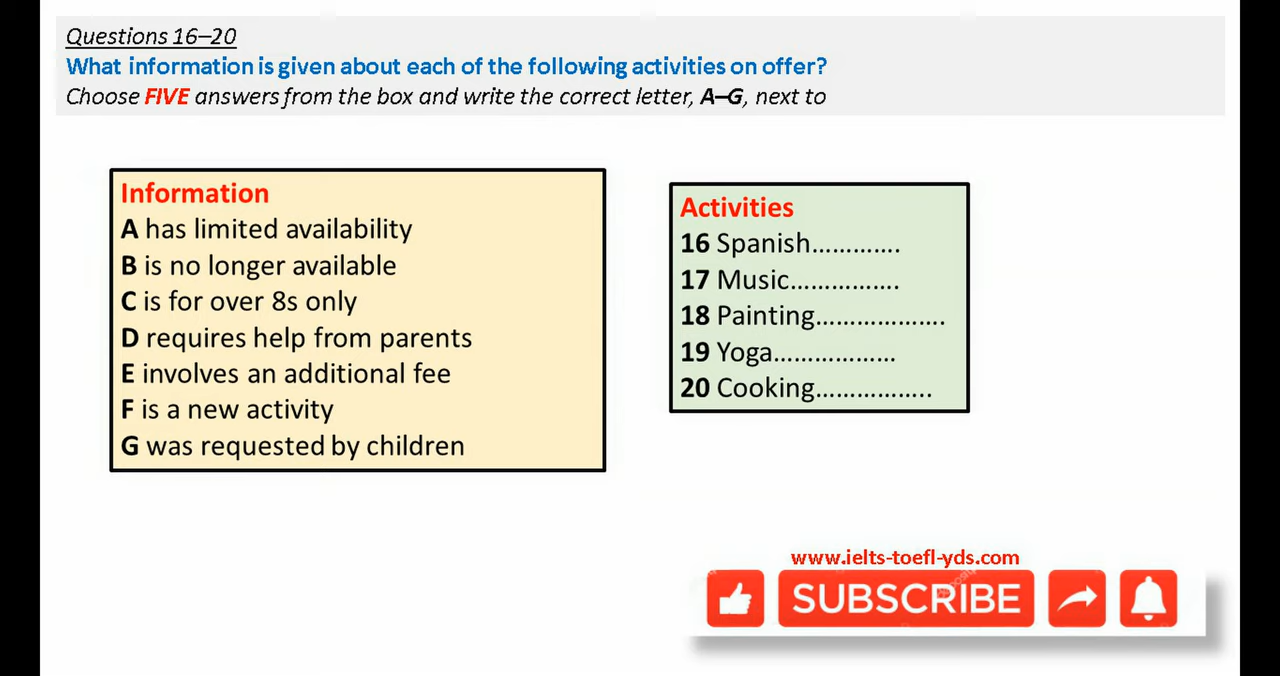 Questions 16–20
What information is given about each of the following activities on offer?
Choose FIVE answers from the box and write the correct letter, A–G, next to
Information
A has limited availability
B is no longer available
C is for over 8s only
D requires help from parents
E involves an additional fee
F is a new activity
G was requested by children
Activities
16 Spanish.............
17 Music................
18 Painting...................
19 Yoga..................
20 Cooking.................
www.ielts-toefl-yds.com
SUBSCRIBE